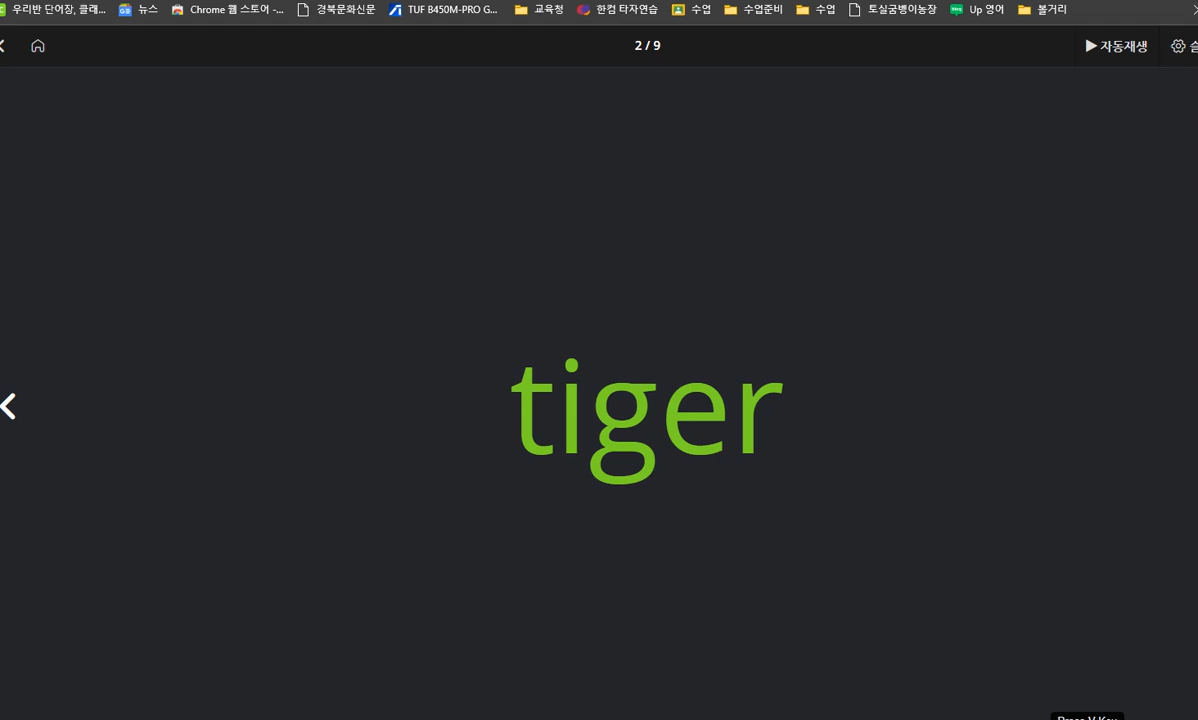 우리반 단어장, 클래... 뉴스 Chrome 웹 스토어 -... 경북문화신문 TUF B450M-PRO G... 교육청 한컴 타자연습 수업 수업준비 수업 토실굼벵이농장 Up 영어 볼거리
2 / 9 자동재생
tiger